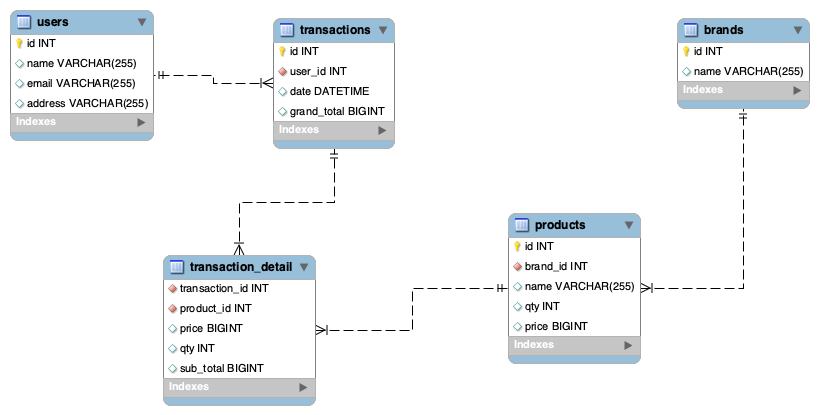 users
id INT
name VARCHAR(255)
email VARCHAR(255)
address VARCHAR(255)
Indexes
transactions
id INT
user_id INT
date DATETIME
grand_total BIGINT
Indexes
brands
id INT
name VARCHAR(255)
Indexes
transaction_detail
transaction_id INT
product_id INT
price BIGINT
qty INT
sub_total BIGINT
Indexes
products
id INT
brand_id INT
name VARCHAR(255)
qty INT
price BIGINT
Indexes